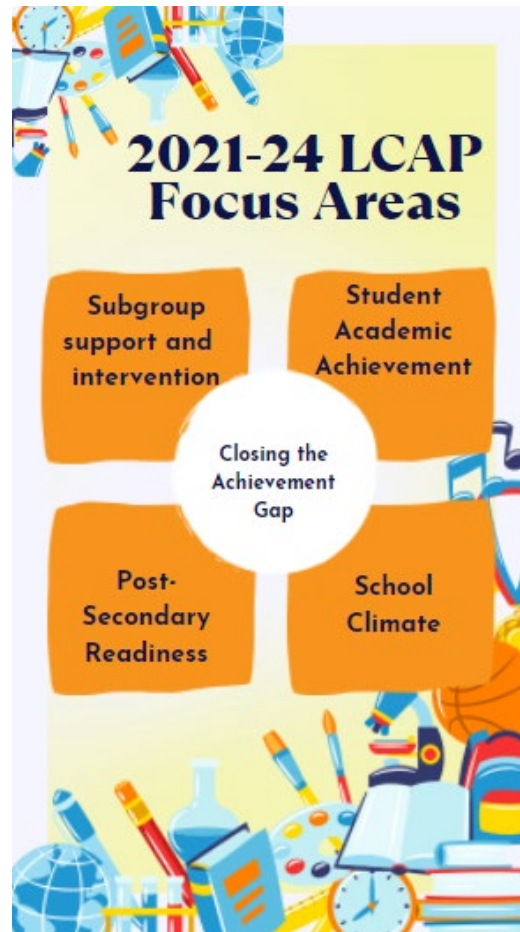 2021-24 LCAP
Focus Areas
Subgroup
support and
intervention
Student
Academic
Achievement
Closing the
Achievement
Gap
Post-
Secondary
Readiness
School
Climate